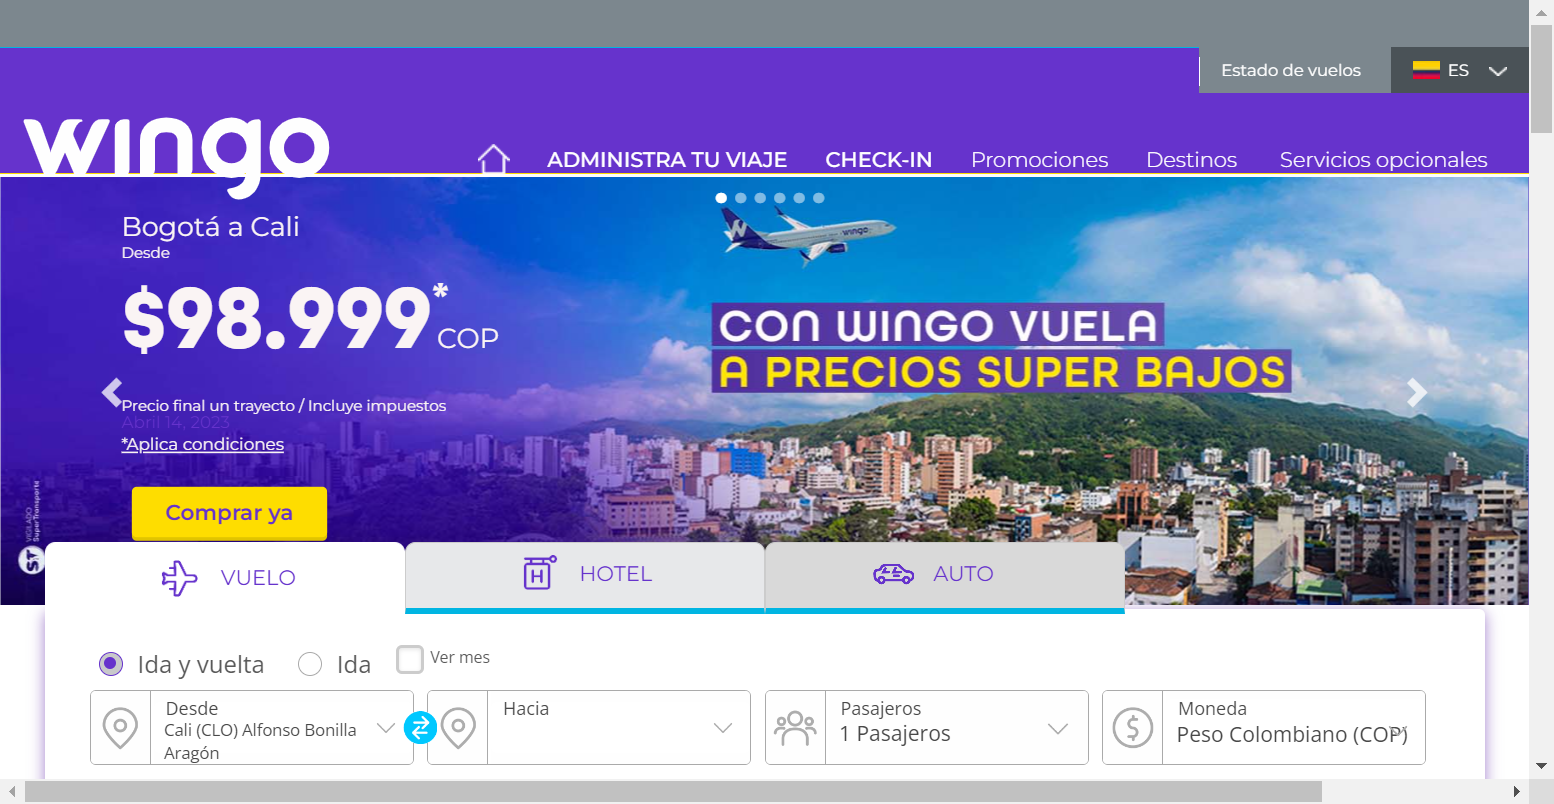 Estado de vuelos
ES
wingo
ADMINISTRA TU VIAJE
CHECK-IN
Promociones
Destinos
Servicios opcionales
Bogotá a Cali
Desde
$98.999* COP
wingo
CON WINGO VUELA
A PRECIOS SUPER BAJOS
Precio final un trayecto / Incluye impuestos
Abril 14, 2023
*Aplica condiciones
Comprar ya
VIGILADO
SuperTransporte
VUELO
H
HOTEL
AUTO
Ida y vuelta
Ida
Ver mes
Desde
Cali (CLO) Alfonso Bonilla
Aragón
Hacia
Pasajeros
1 Pasajeros
$
Moneda
Peso Colombiano (COP)